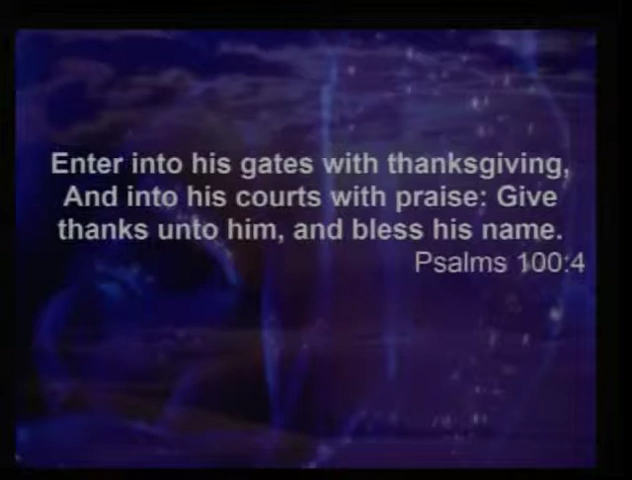 Enter into his gates with thanksgiving,
And into his courts with praise: Give
thanks unto him, and bless his name.
Psalms 100:4